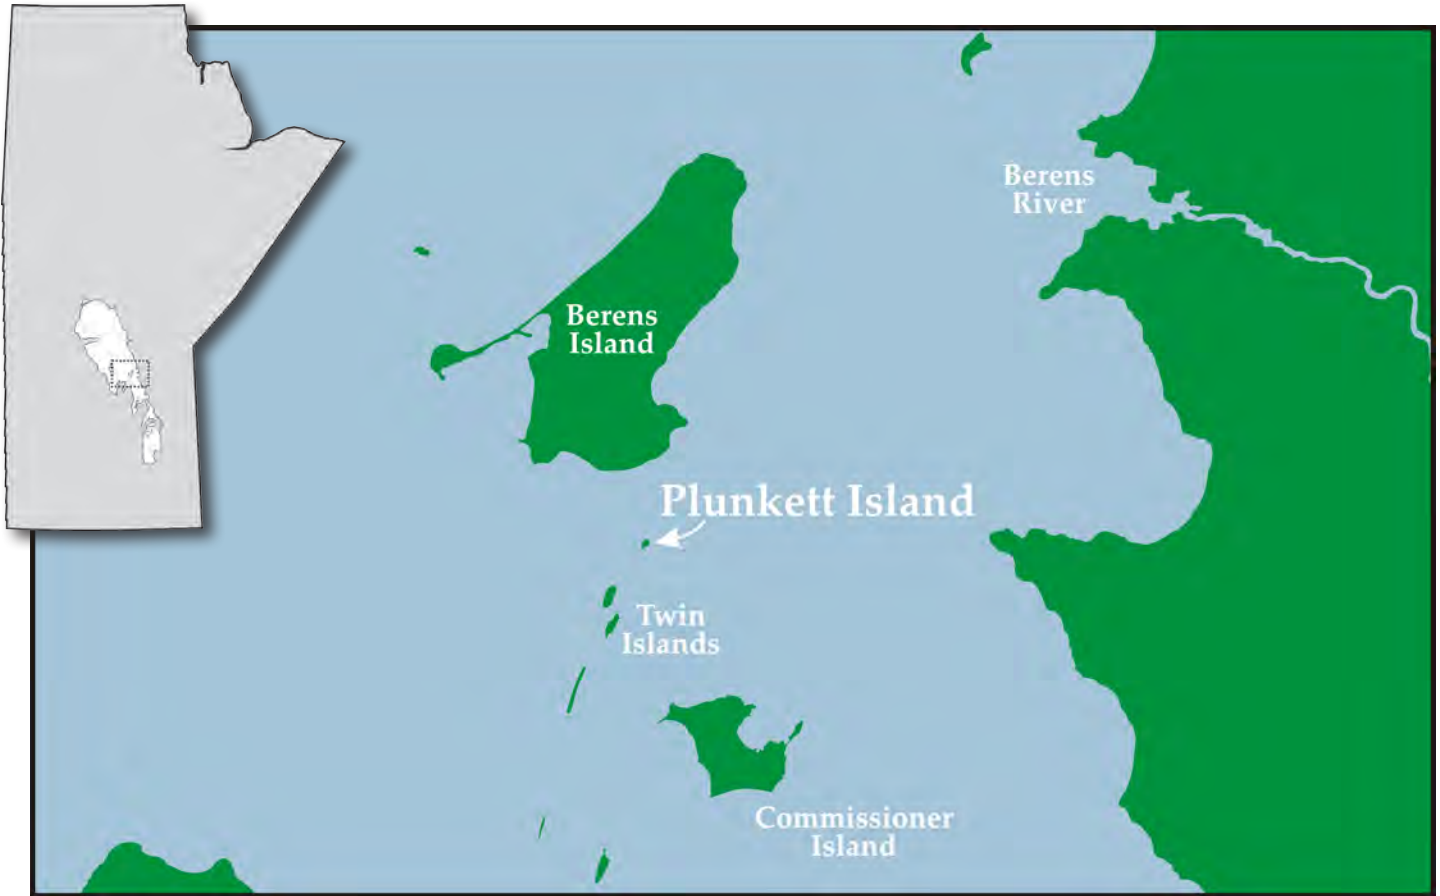 Berens
River
Berens
Island
Plunkett Island
Twin
Islands
Commissioner
Island